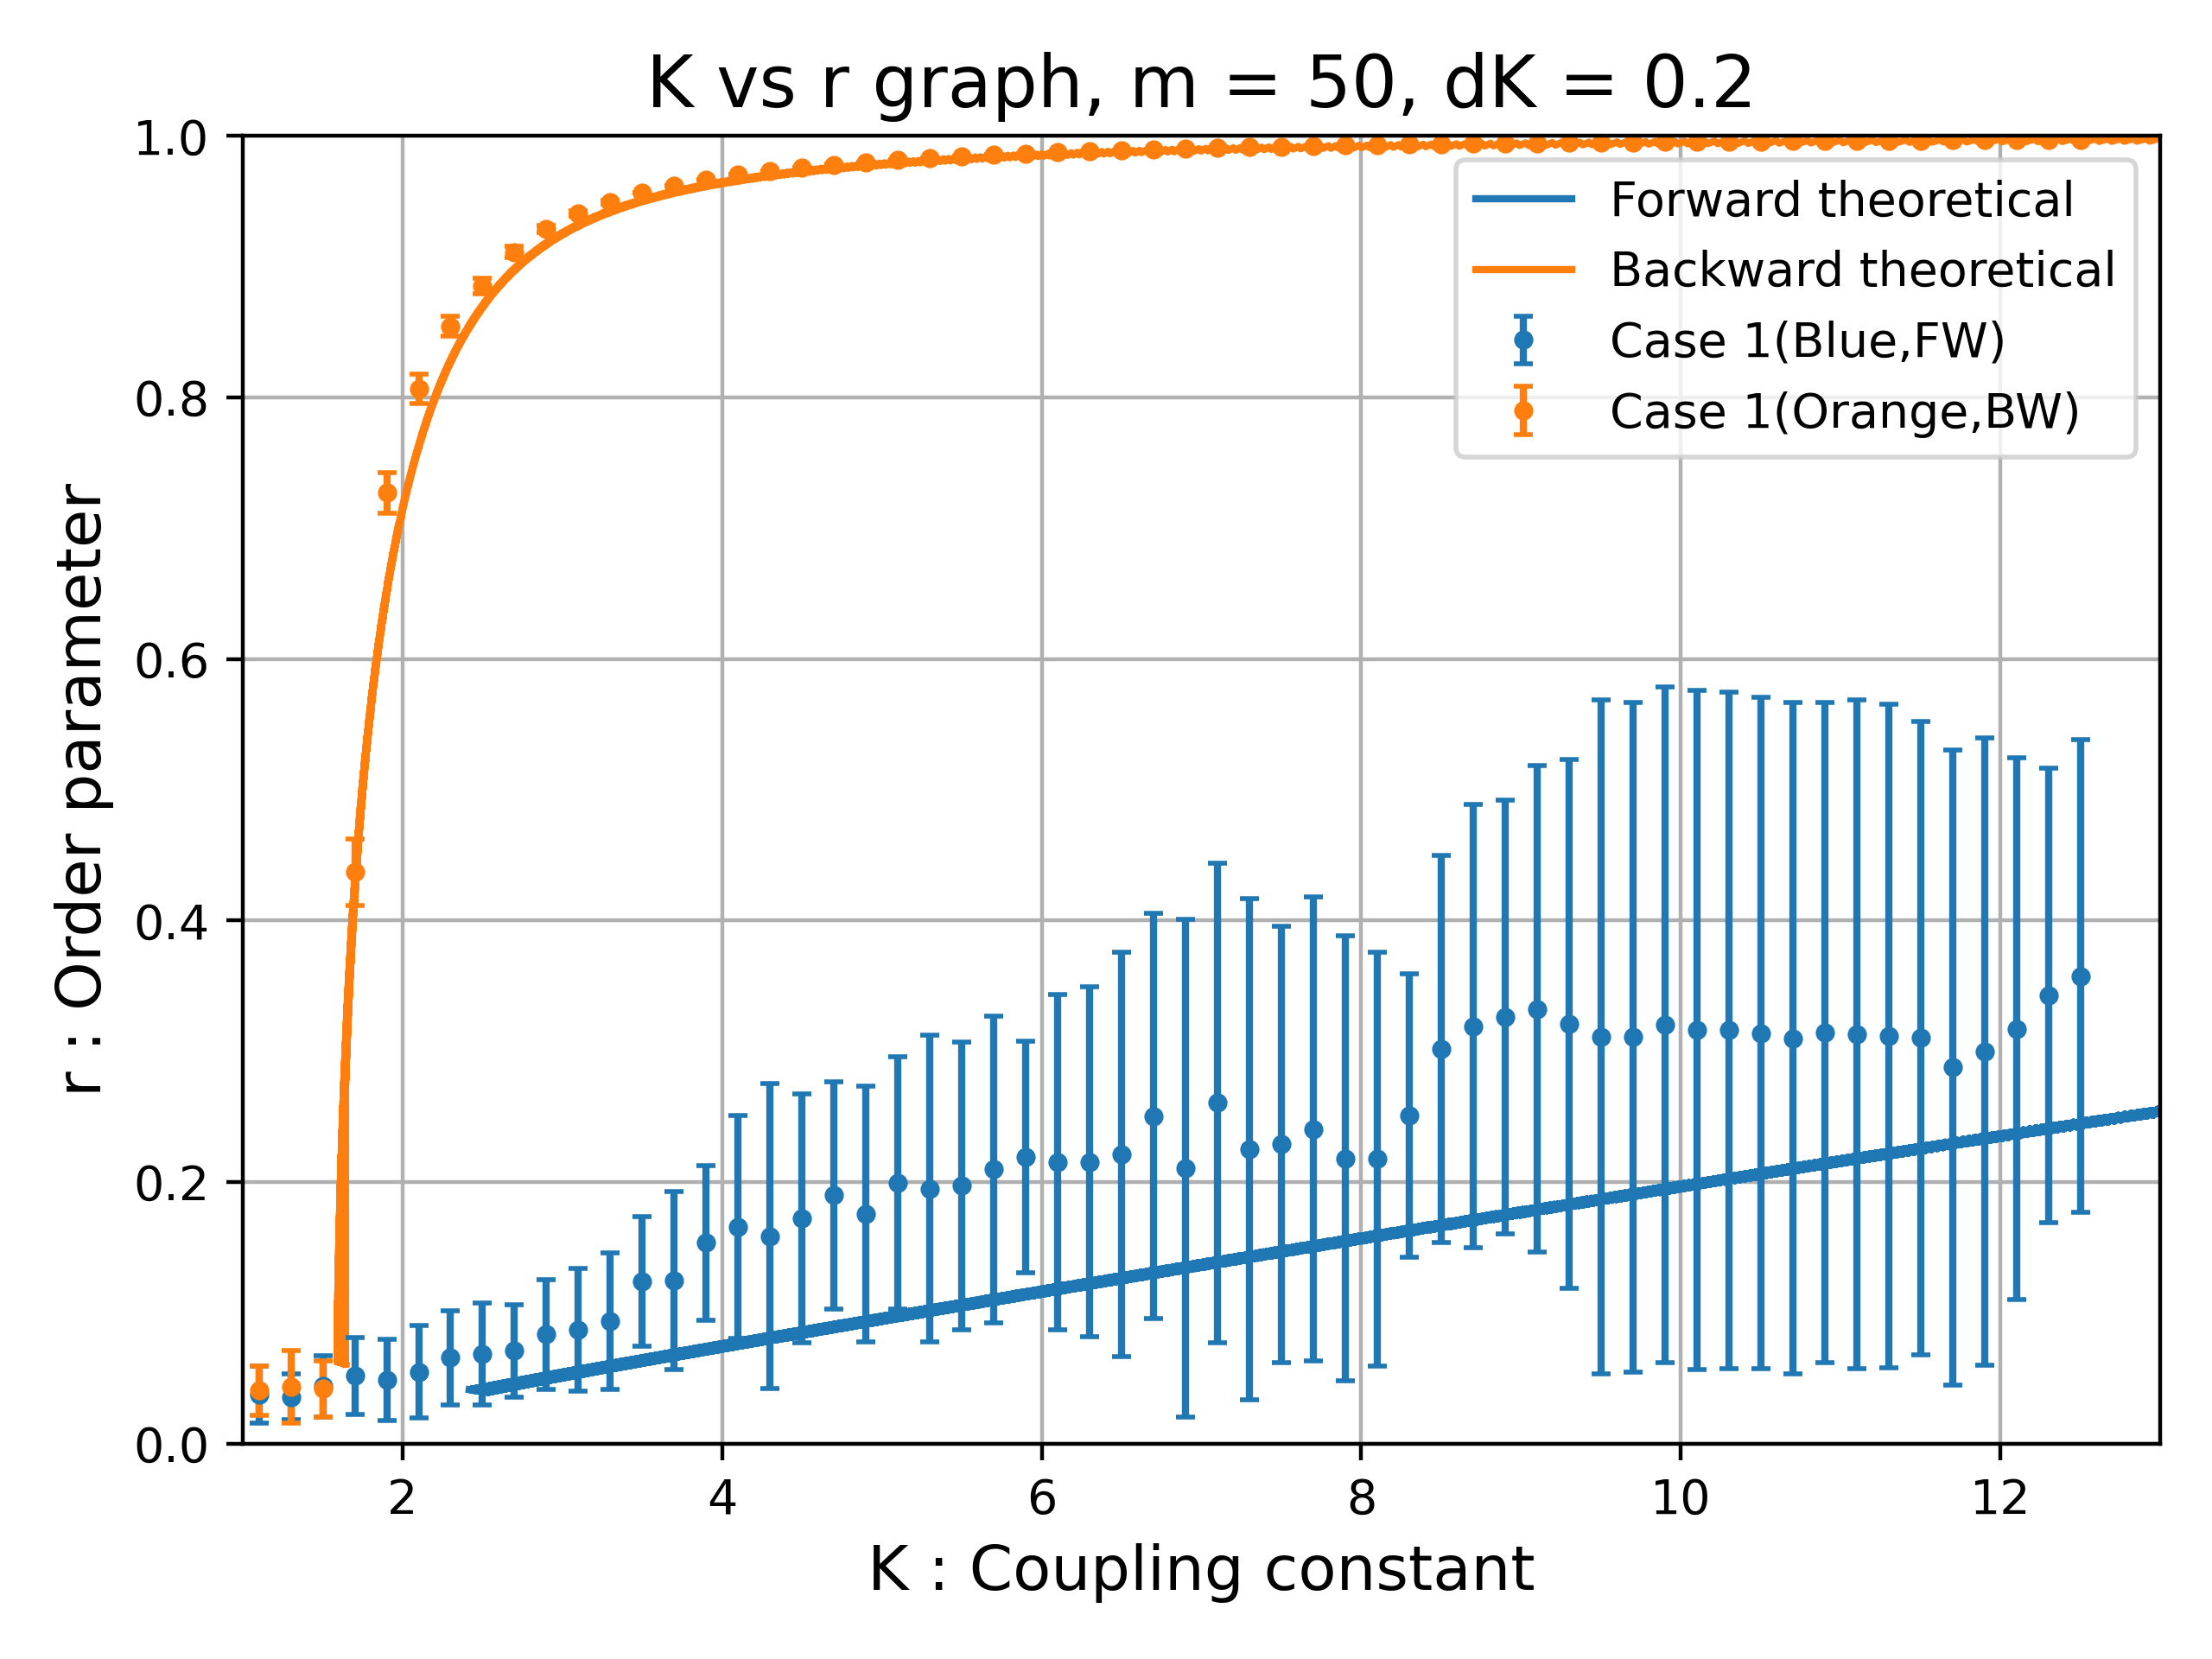 K vs r graph, m = 50, dK = 0.2
1.0
0.8
0.6
0.4
0.2
0.0
r : Order parameter
Forward theoretical
Backward theoretical
Case 1(Blue,FW)
Case 1(Orange,BW)
2 4 6 8 10 12
K : Coupling constant